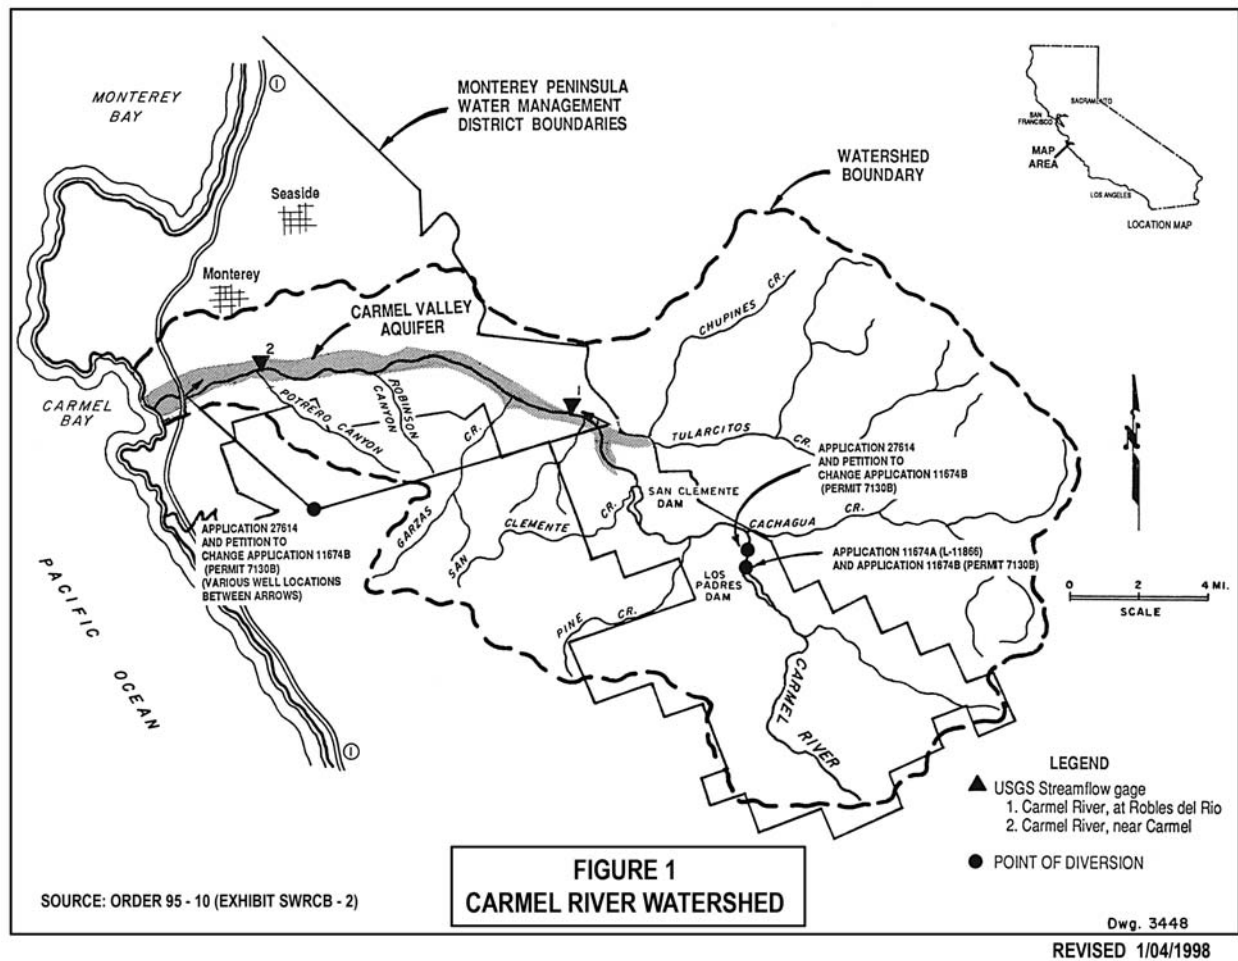 MONTEREY
BAY
1
MONTEREY PENINSULA
WATER MANAGEMENT
DISTRICT BOUNDARIES
WATERSHED
BOUNDARY
SACRAMENTO
SAN
FRANCISCO
MAP
AREA
LOS ANGELES
LOCATION MAP
Seaside
Monterey
CARMEL VALLEY
AQUIFER
CHUPINES CR.
2
1
CARMEL
BAY
POTRERO CANYON
ROBINSON
CANYON
GARZAS CR.
SAN CLEMENTE CR.
TULARCITOS CR.
APPLICATION 27614
AND PETITION TO
CHANGE APPLICATION 11674B
(PERMIT 7130B)
SAN CLEMENTE
DAM
CACHAGUA CR.
N
APPLICATION 27614
AND PETITION TO
CHANGE APPLICATION 11674B
(PERMIT 7130B)
(VARIOUS WELL LOCATIONS
BETWEEN ARROWS)
APPLICATION 11674A (L-11866)
AND APPLICATION 11674B (PERMIT 7130B)
LOS
PADRES
DAM
0 2 4 MI.
SCALE
PINE CR.
PACIFIC OCEAN
CARMEL RIVER
1
LEGEND
USGS Streamflow gage
1. Carmel River, at Robles del Rio
2. Carmel River, near Carmel
POINT OF DIVERSION
FIGURE 1
CARMEL RIVER WATERSHED
SOURCE: ORDER 95 - 10 (EXHIBIT SWRCB - 2)
Dwg. 3448
REVISED 1/04/1998